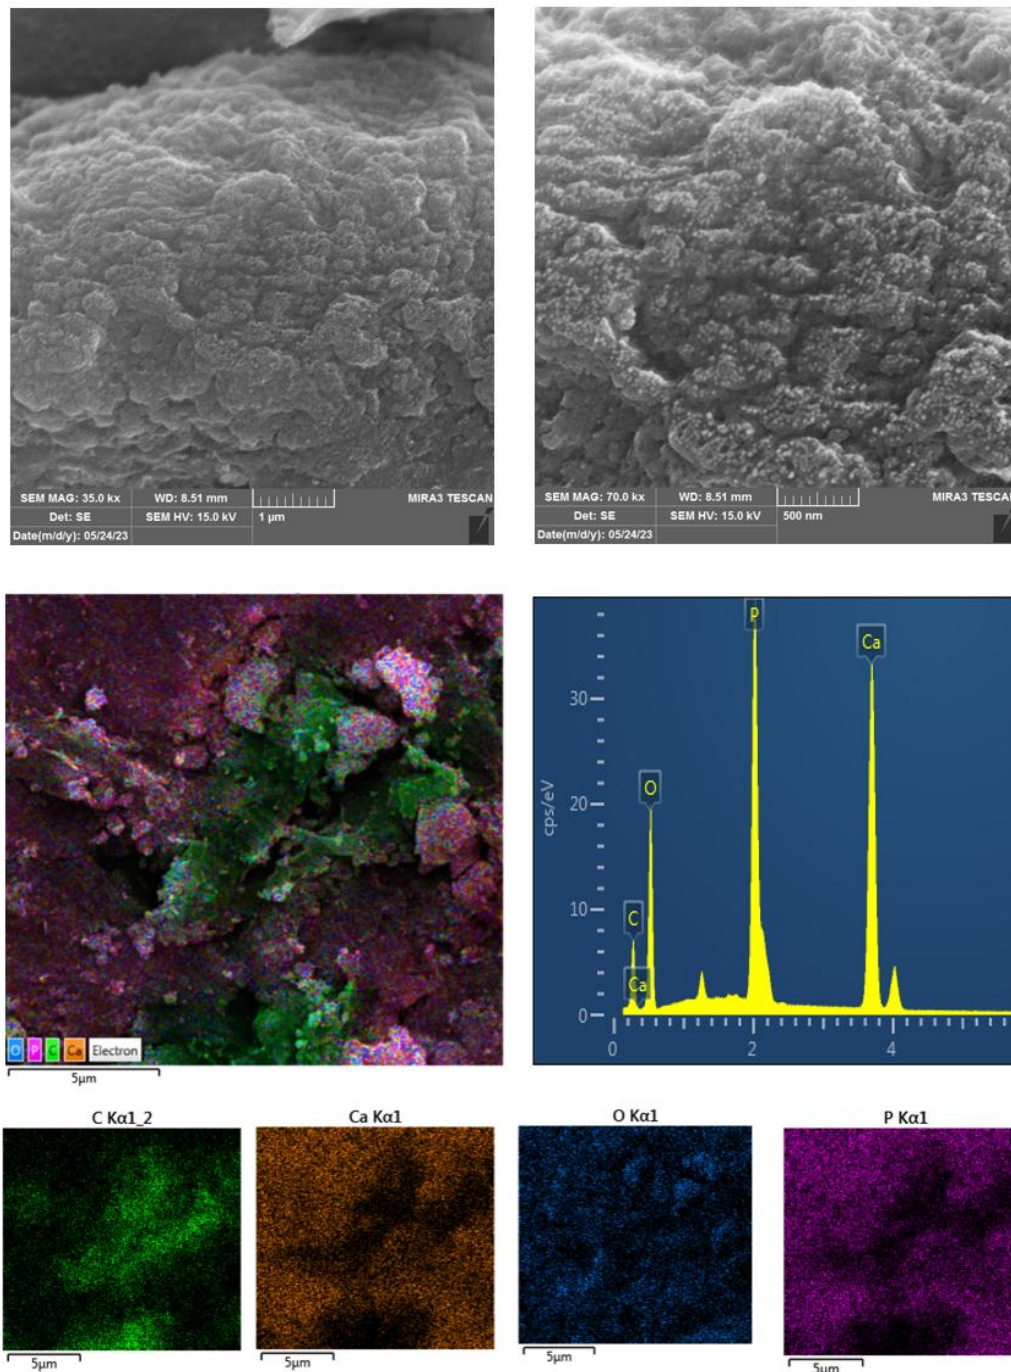 SEM MAG: 35.0 kx WD: 8.51 mm MIRA3 TESCAN
Det: SE SEM HV: 15.0 kV 1 µm
Date(m/d/y): 05/24/23
SEM MAG: 70.0 kx WD: 8.51 mm MIRA3 TESCAN
Det: SE SEM HV: 15.0 kV 500 nm
Date(m/d/y): 05/24/23
O P C Ca Electron
5µm
P
Ca
30
O
20
cps/eV
C
10
Ca
0
0 2 4
C Kα1_2 Ca Kα1 O Kα1 P Kα1
5µm 5µm 5µm 5µm